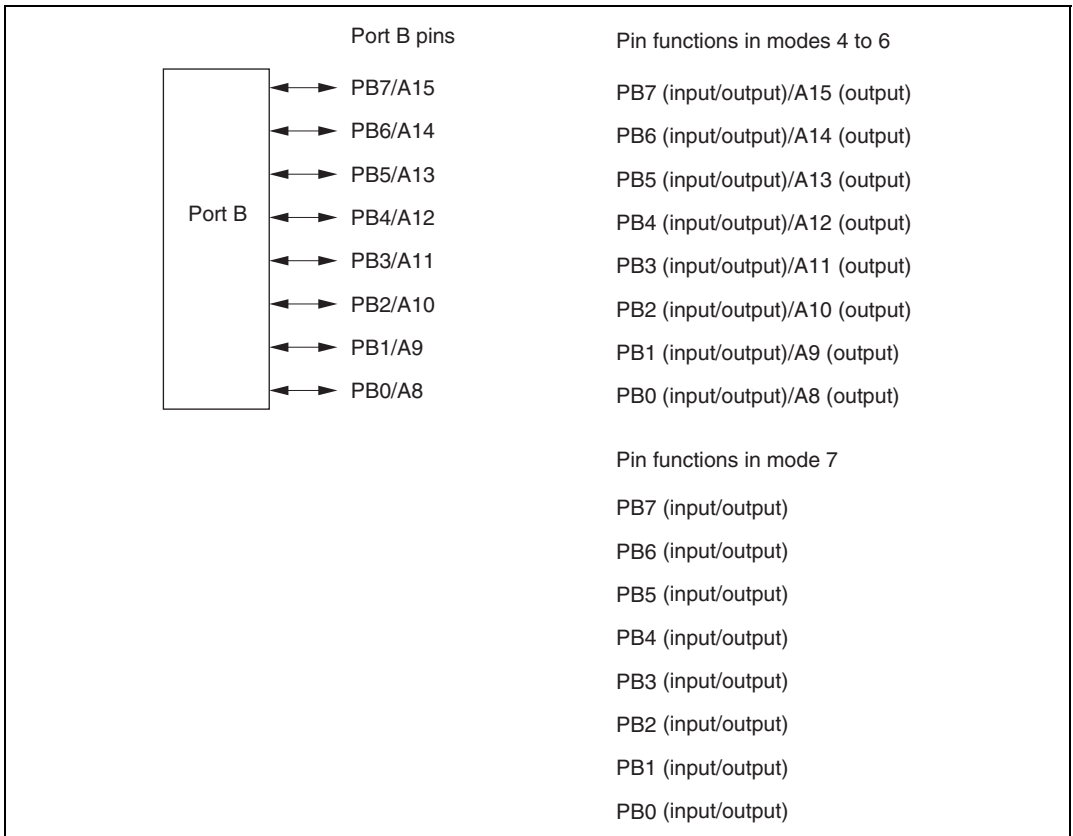 Port B pins
Pin functions in modes 4 to 6
Port B
PB7/A15
PB7 (input/output)/A15 (output)
PB6/A14
PB6 (input/output)/A14 (output)
PB5/A13
PB5 (input/output)/A13 (output)
PB4/A12
PB4 (input/output)/A12 (output)
PB3/A11
PB3 (input/output)/A11 (output)
PB2/A10
PB2 (input/output)/A10 (output)
PB1/A9
PB1 (input/output)/A9 (output)
PB0/A8
PB0 (input/output)/A8 (output)
Pin functions in mode 7
PB7 (input/output)
PB6 (input/output)
PB5 (input/output)
PB4 (input/output)
PB3 (input/output)
PB2 (input/output)
PB1 (input/output)
PB0 (input/output)